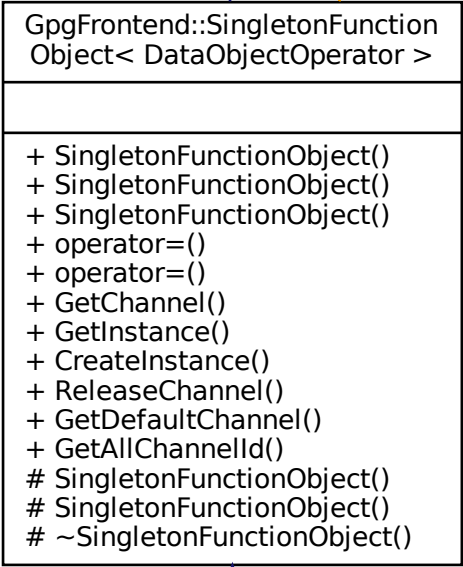 GpgFrontend::SingletonFunction
Object< DataObjectOperator >
+ SingletonFunctionObject()
+ SingletonFunctionObject()
+ SingletonFunctionObject()
+ operator=()
+ operator=()
+ GetChannel()
+ GetInstance()
+ CreateInstance()
+ ReleaseChannel()
+ GetDefaultChannel()
+ GetAllChannelId()
# SingletonFunctionObject()
# SingletonFunctionObject()
# ~SingletonFunctionObject()